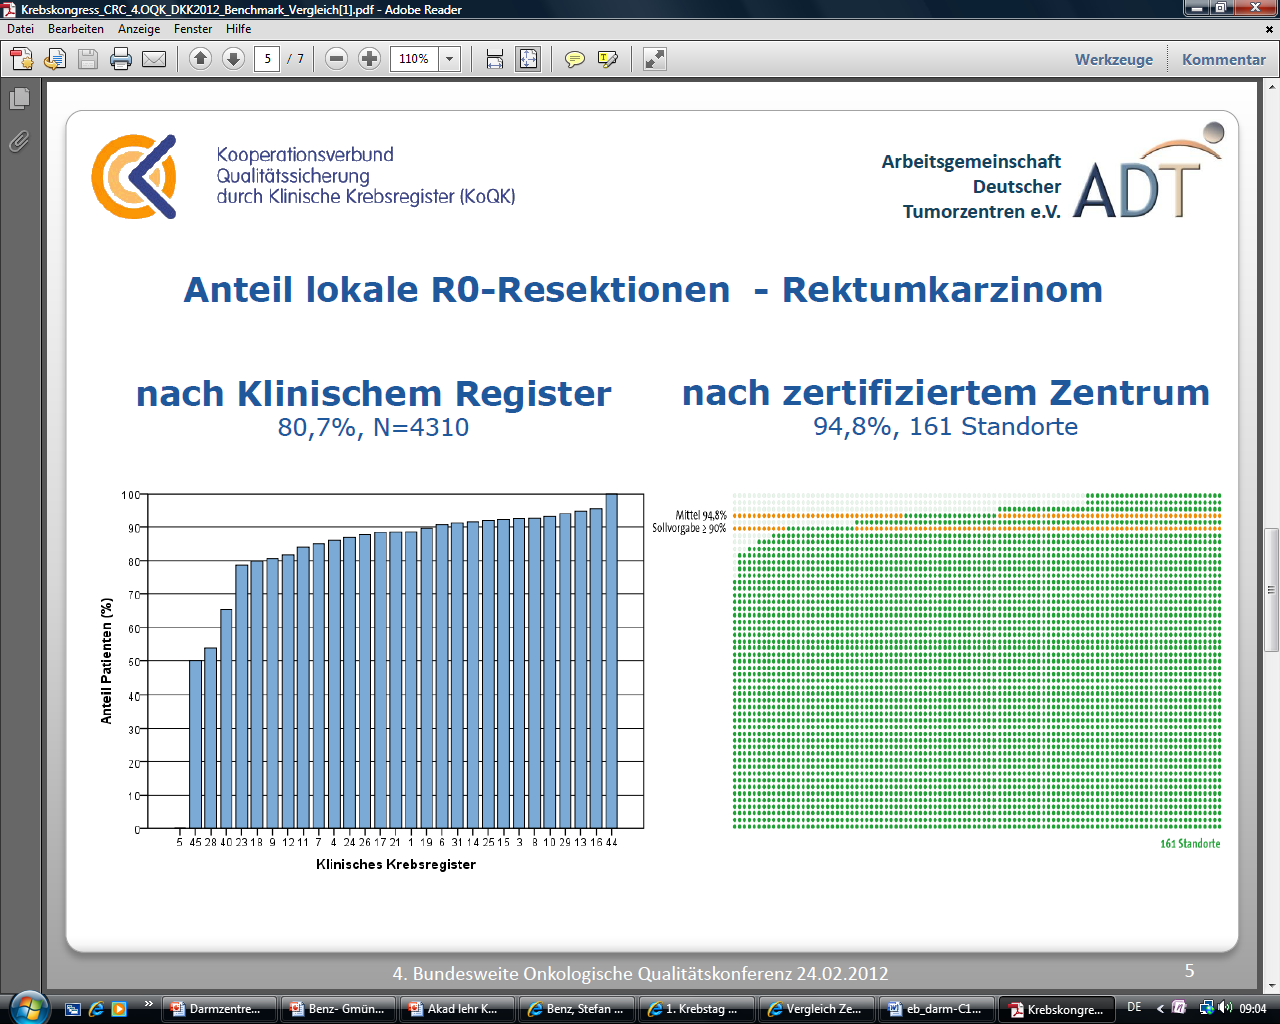 Krebskongress_CRC_4.OQK_DKK2012_Benchmark_Vergleich[1].pdf - Adobe Reader
Datei Bearbeiten Anzeige Fenster Hilfe
5 / 7 110% Werkzeuge Kommentar
Kooperationsverbund
Qualitätssicherung
durch Klinische Krebsregister (KoQK)
Arbeitsgemeinschaft
Deutscher
Tumorzentren e.V.
ADT
Anteil lokale R0-Resektionen - Rektumkarzinom
nach Klinischem Register
80,7%, N=4310
nach zertifiziertem Zentrum
94,8%, 161 Standorte
100
90
80
70
60
50
40
30
20
10
0
Anteil Patienten (%)
5 45 28 40 23 18 9 12 11 7 4 24 26 17 21 1 19 6 31 14 25 15 3 8 10 29 13 16 44
Klinisches Krebsregister
Mittel 94,8%
Sollvorgabe ≥ 90%
161 Standorte
4. Bundesweite Onkologische Qualitätskonferenz 24.02.2012
5
Darmzentre... Benz- Gmün... Akad lehr K... Benz, Stefan ... 1. Krebstag ... Vergleich Ze... eb_darm-C1... Krebskongre... DE 09:04